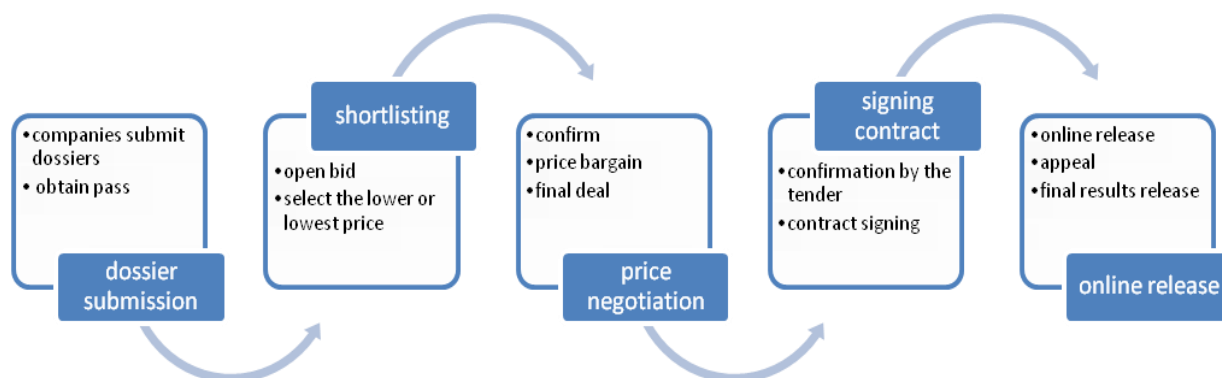 • companies submit
dossiers
• obtain pass
dossier
submission
shortlisting
• open bid
• select the lower or
lowest price
• confirm
• price bargain
• final deal
price
negotiation
signing
contract
• confirmation by the
tender
• contract signing
• online release
• appeal
• final results release
online release